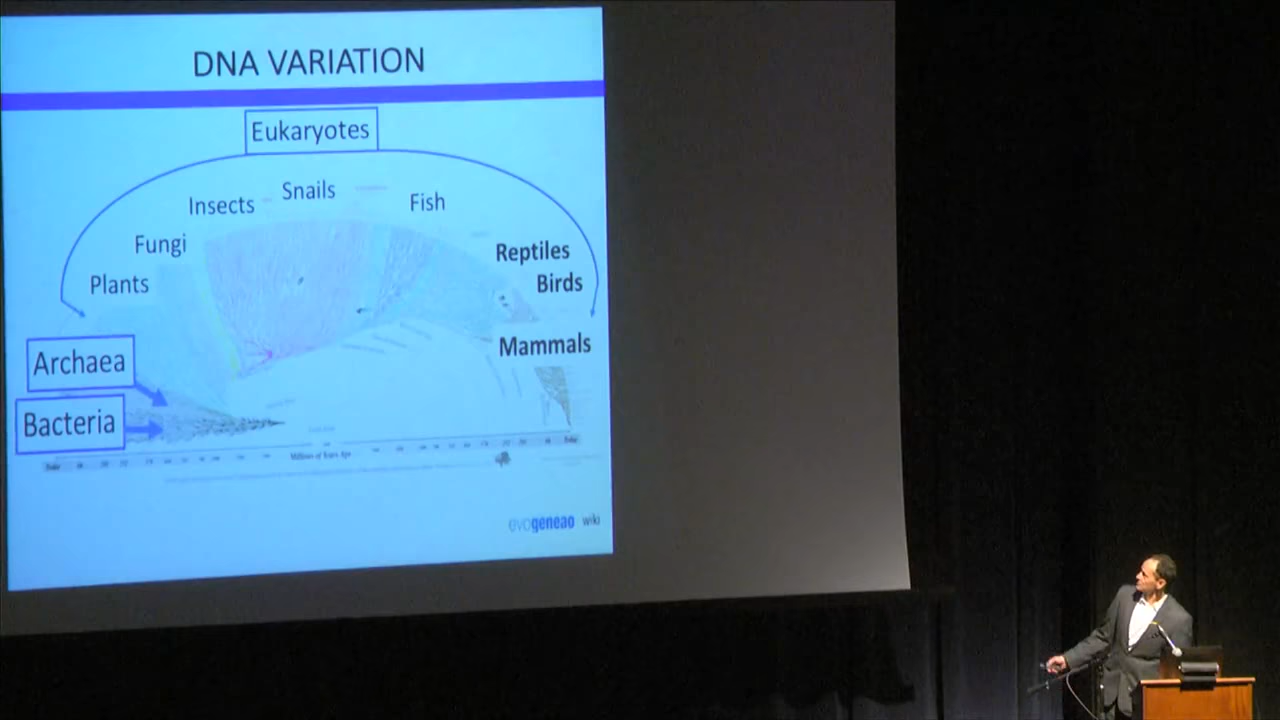 DNA VARIATION
Eukaryotes
Snails
Insects
Fish
Fungi
Reptiles
Plants
Birds
Mammals
Archaea
Bacteria
Millions of Years Ago
evogeneao wiki